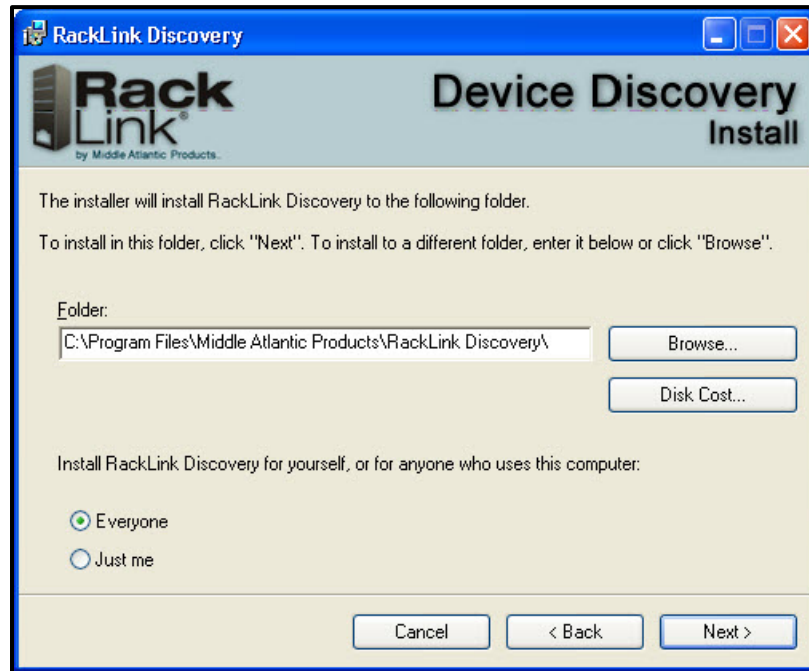 RackLink Discovery
Rack
Link®
by Middle Atlantic Products.
Device Discovery
Install
The installer will install RackLink Discovery to the following folder.
To install in this folder, click "Next". To install to a different folder, enter it below or click "Browse".
Folder:
C:\Program Files\Middle Atlantic Products\RackLink Discovery\
Browse...
Disk Cost...
Install RackLink Discovery for yourself, or for anyone who uses this computer:
Everyone
Just me
Cancel
< Back
Next >